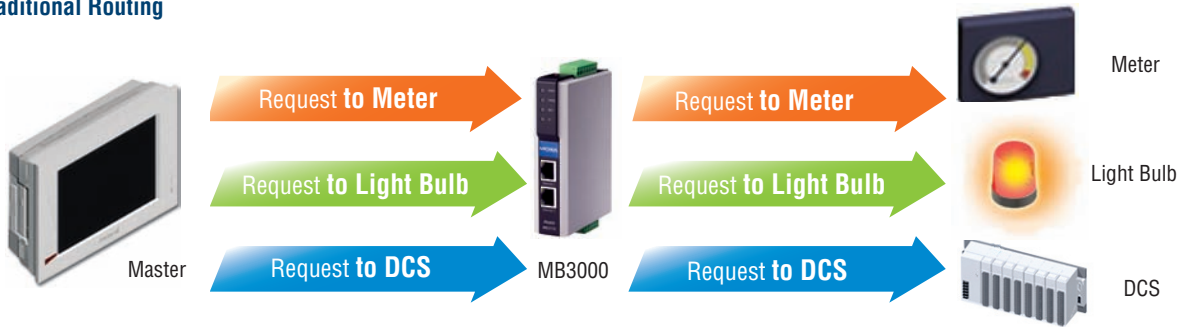 aditional Routing
Request to Meter
Request to Meter
Meter
Request to Light Bulb
Request to Light Bulb
Light Bulb
Master
Request to DCS
MB3000
Request to DCS
DCS